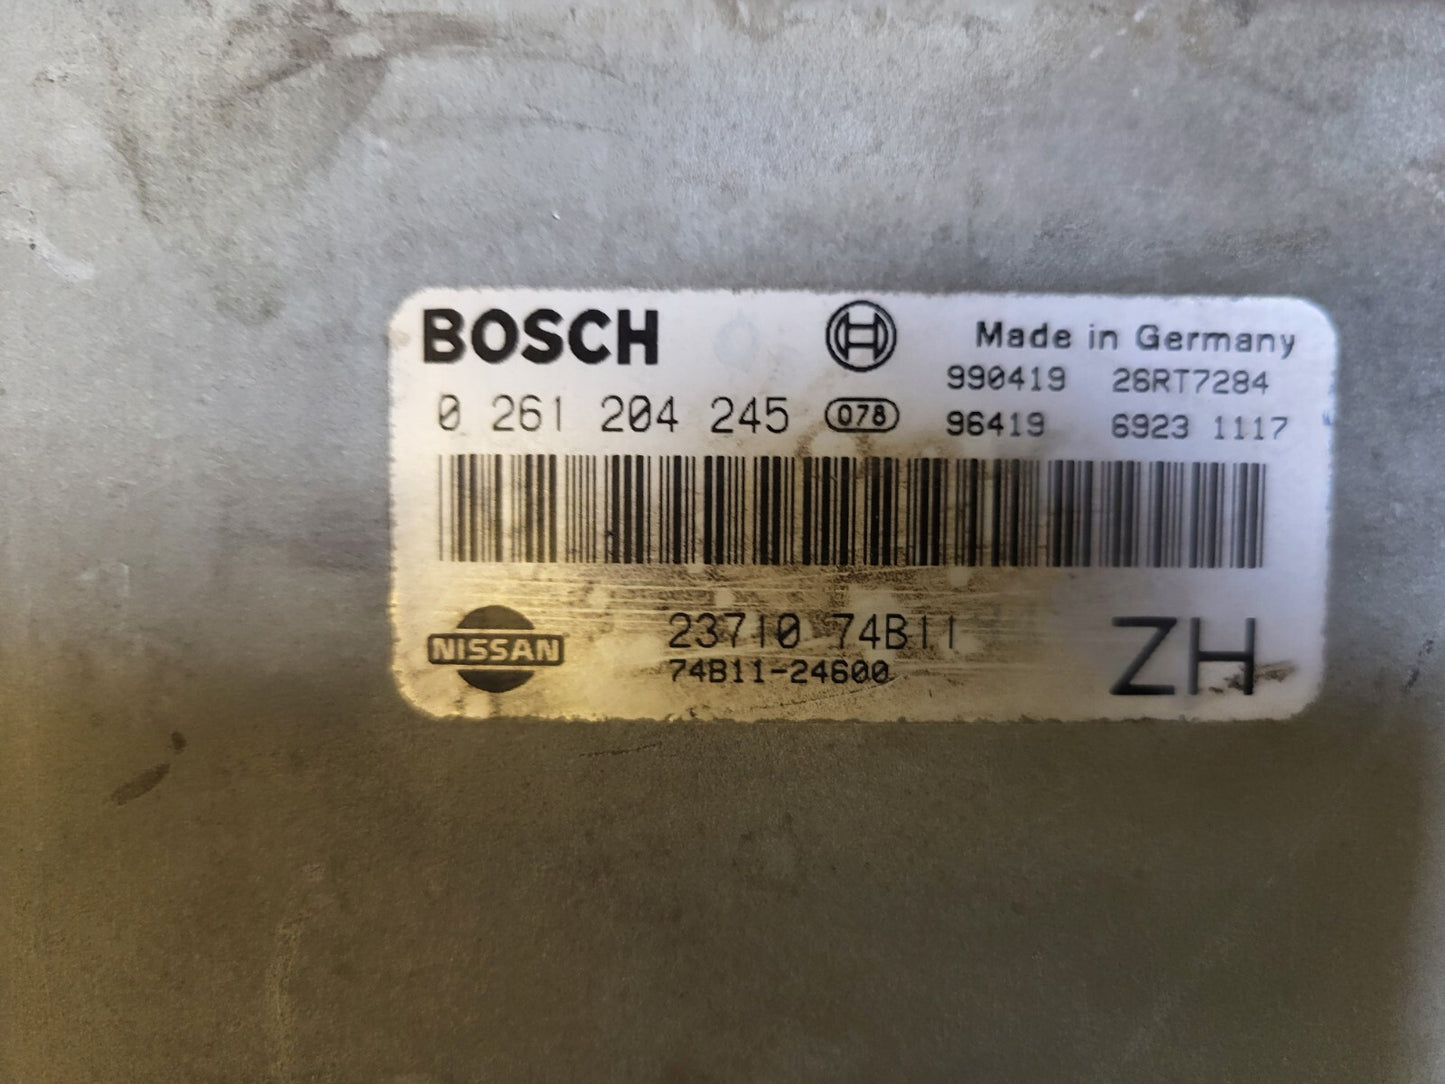 BOSCH Made in Germany
990419 26RT7284
0 261 204 245 078 96419 6923 1117
NISSAN 23710 74B11 ZH
74B11-24600